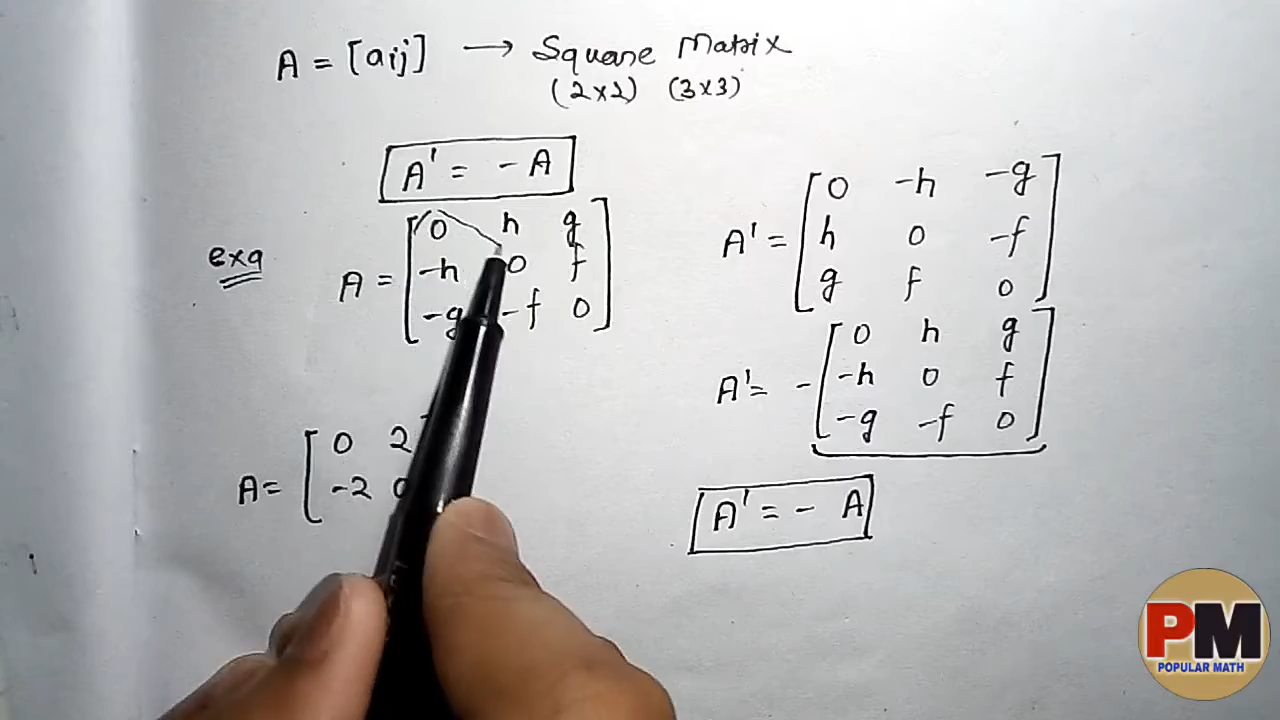 A = [aij] → Square Matrix
(2×2) (3×3)
A' = - A
exa
A = [ 0 h g
-h 0 f
-g -f 0 ]
A' = [ 0 -h -g
h 0 -f
g f 0 ]
A' = - [ 0 h g
-h 0 f
-g -f 0 ]
A = [ 0 2
-2 0
A' = - A
PM
POPULAR MATH